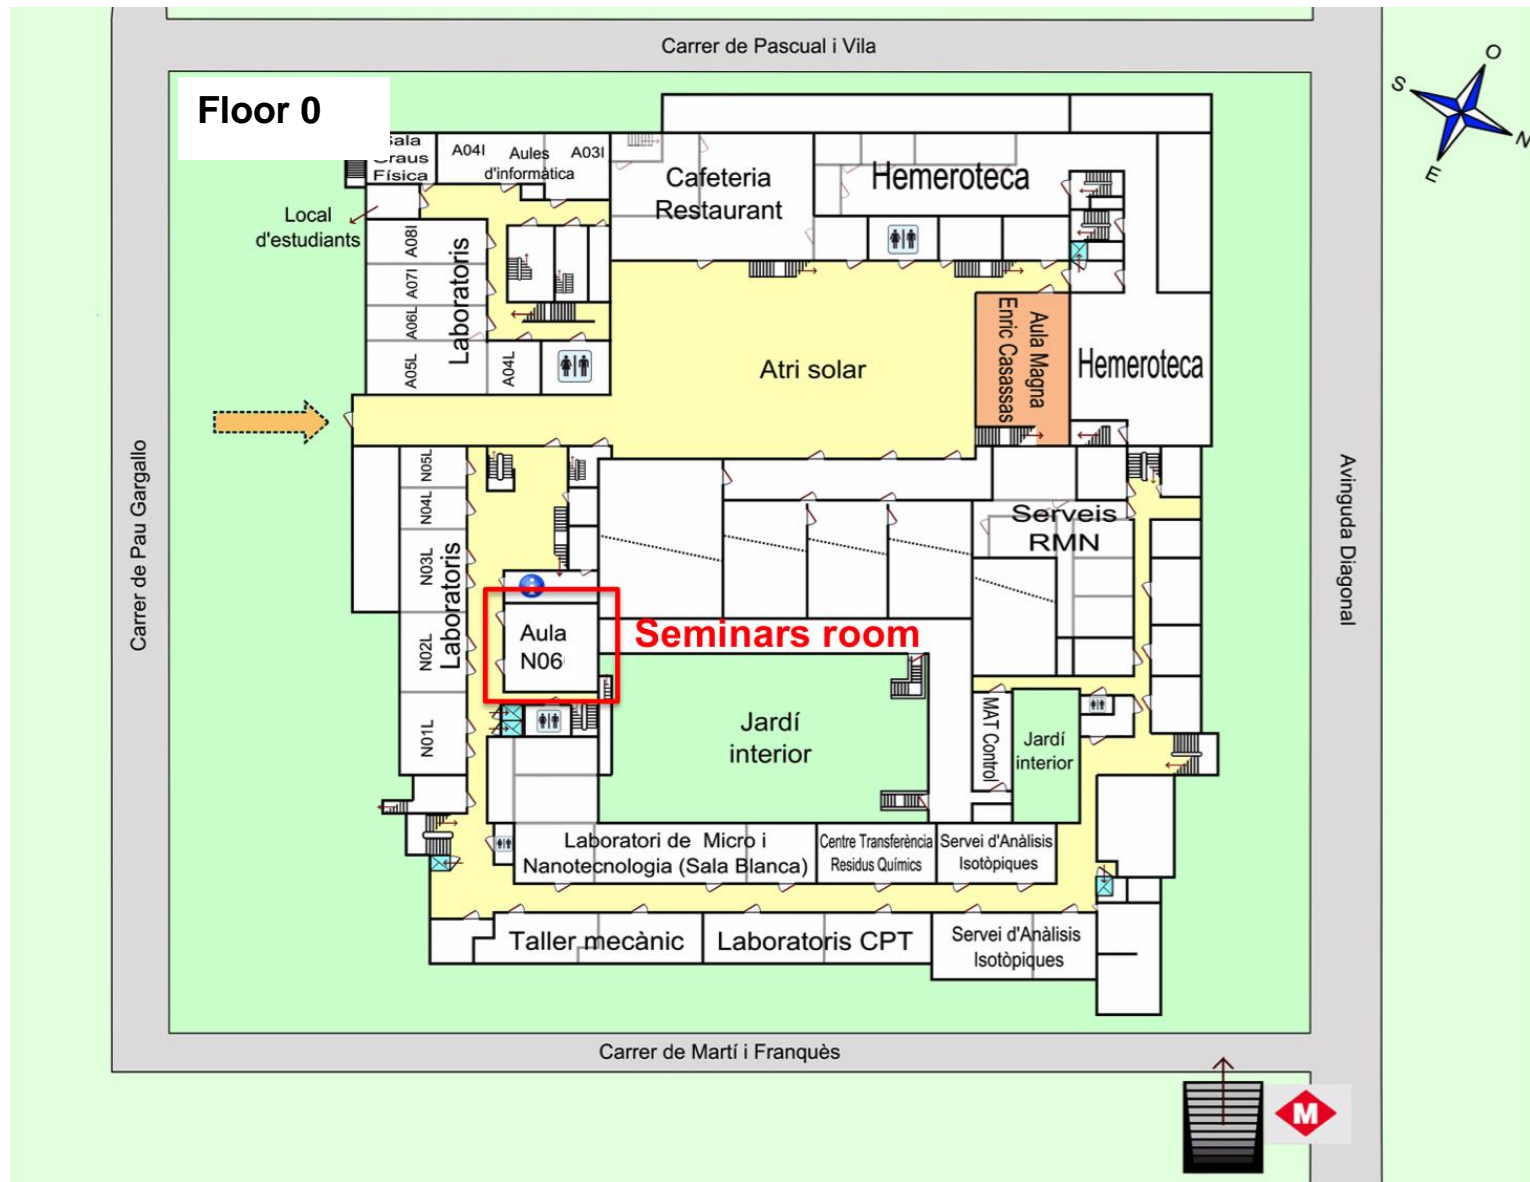 Carrer de Pascual i Vila
O
S
N
E
Floor 0
Sala
Graus
Física
A04I
Aules
d'informàtica
A03I
Cafeteria
Restaurant
Hemeroteca
Local
d'estudiants
A08I
A07I
A06L
A05L
Laboratoris
A04L
Atri solar
Aula Magna
Enric Casassas
Hemeroteca
Carrer de Pau Gargallo
Avinguda Diagonal
N05L
N04L
N03L
N02L
N01L
Laboratoris
Serveis
RMN
Aula
N06
Seminars room
Jardí
interior
MAT Control
Jardí
interior
Laboratori de Micro i
Nanotecnologia (Sala Blanca)
Centre Transferència
Residus Químics
Servei d'Anàlisis
Isotòpiques
Taller mecànic
Laboratoris CPT
Servei d'Anàlisis
Isotòpiques
Carrer de Martí i Franquès
M